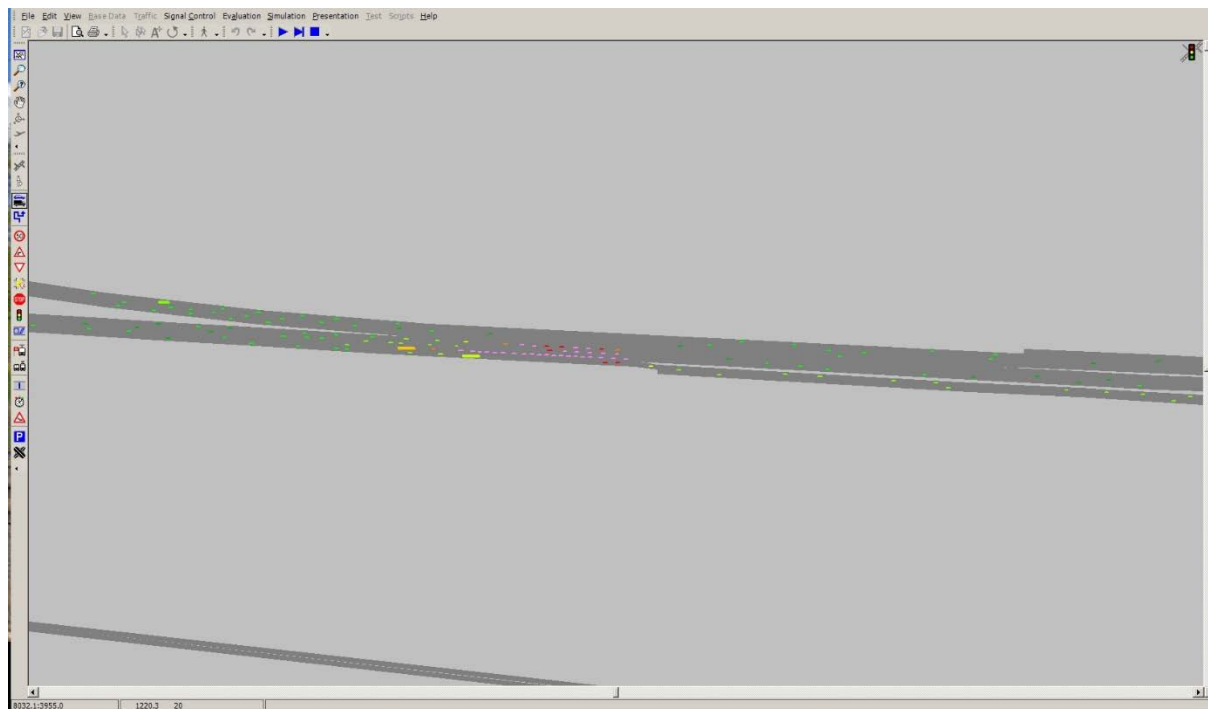 File Edit View Base Data Traffic Signal Control Evaluation Simulation Presentation Test Scripts Help
STOP
P
8032.1:3955.0 1220.3 20